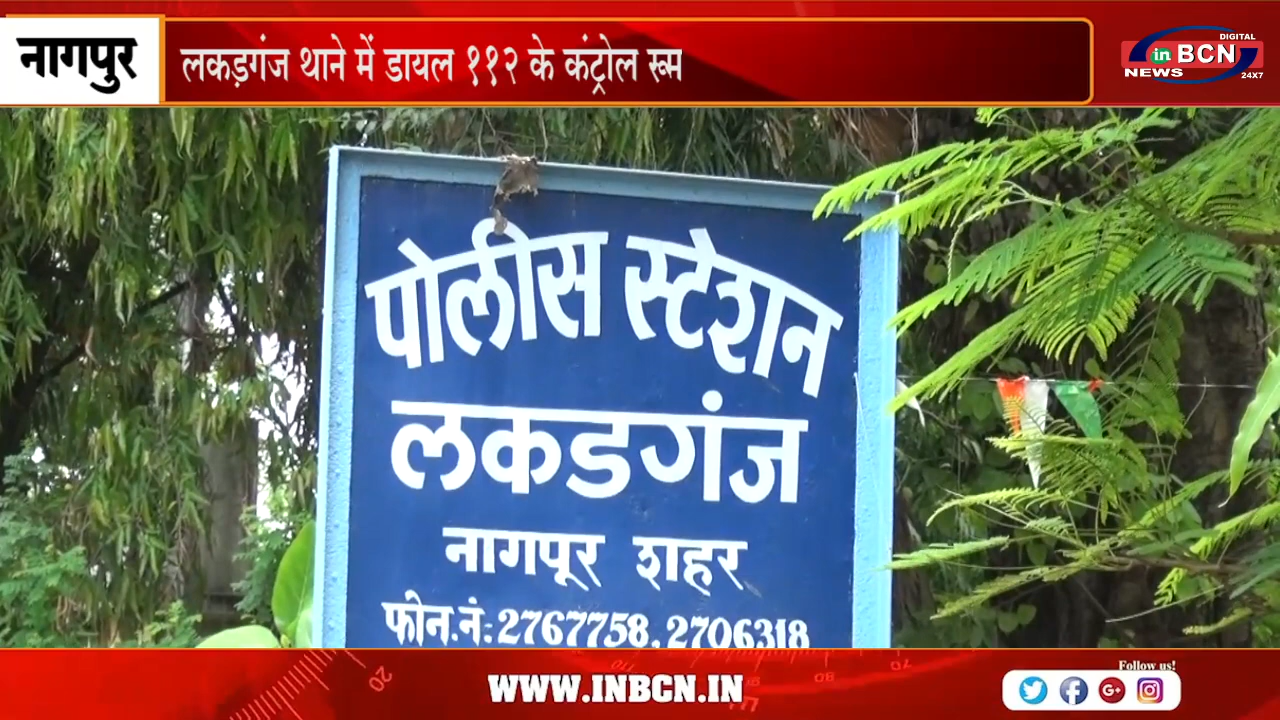 नागपुर
लकड़गंज थाने में डायल ११२ के कंट्रोल रूम
DIGITAL
in BCN
NEWS
24X7
पोलीस स्टेशन
लकडगंज
नागपूर शहर
फोन.नं:2767758, 2706318
20
WWW.INBCN.IN
Follow us!